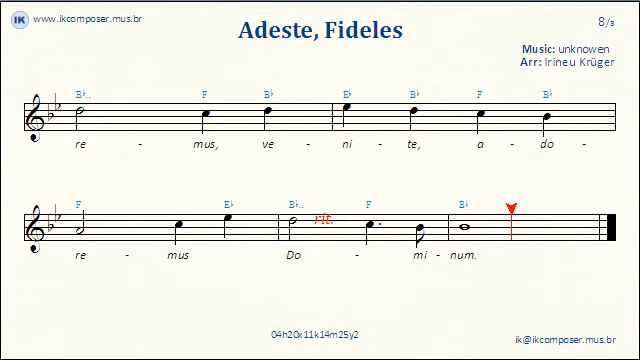 IK www.ikcomposer.mus.br
Adeste, Fideles
8/8
Music: unknowen
Arr: Irineu Krüger
B♭.. F B♭ E♭ B♭ F B♭
re - mus, ve - ni - te, a - do -
F E♭ B♭.. F B♭
rit.
re - mus Do - mi - num.
04h20x11k14m25y2
ik@ikcomposer.mus.br